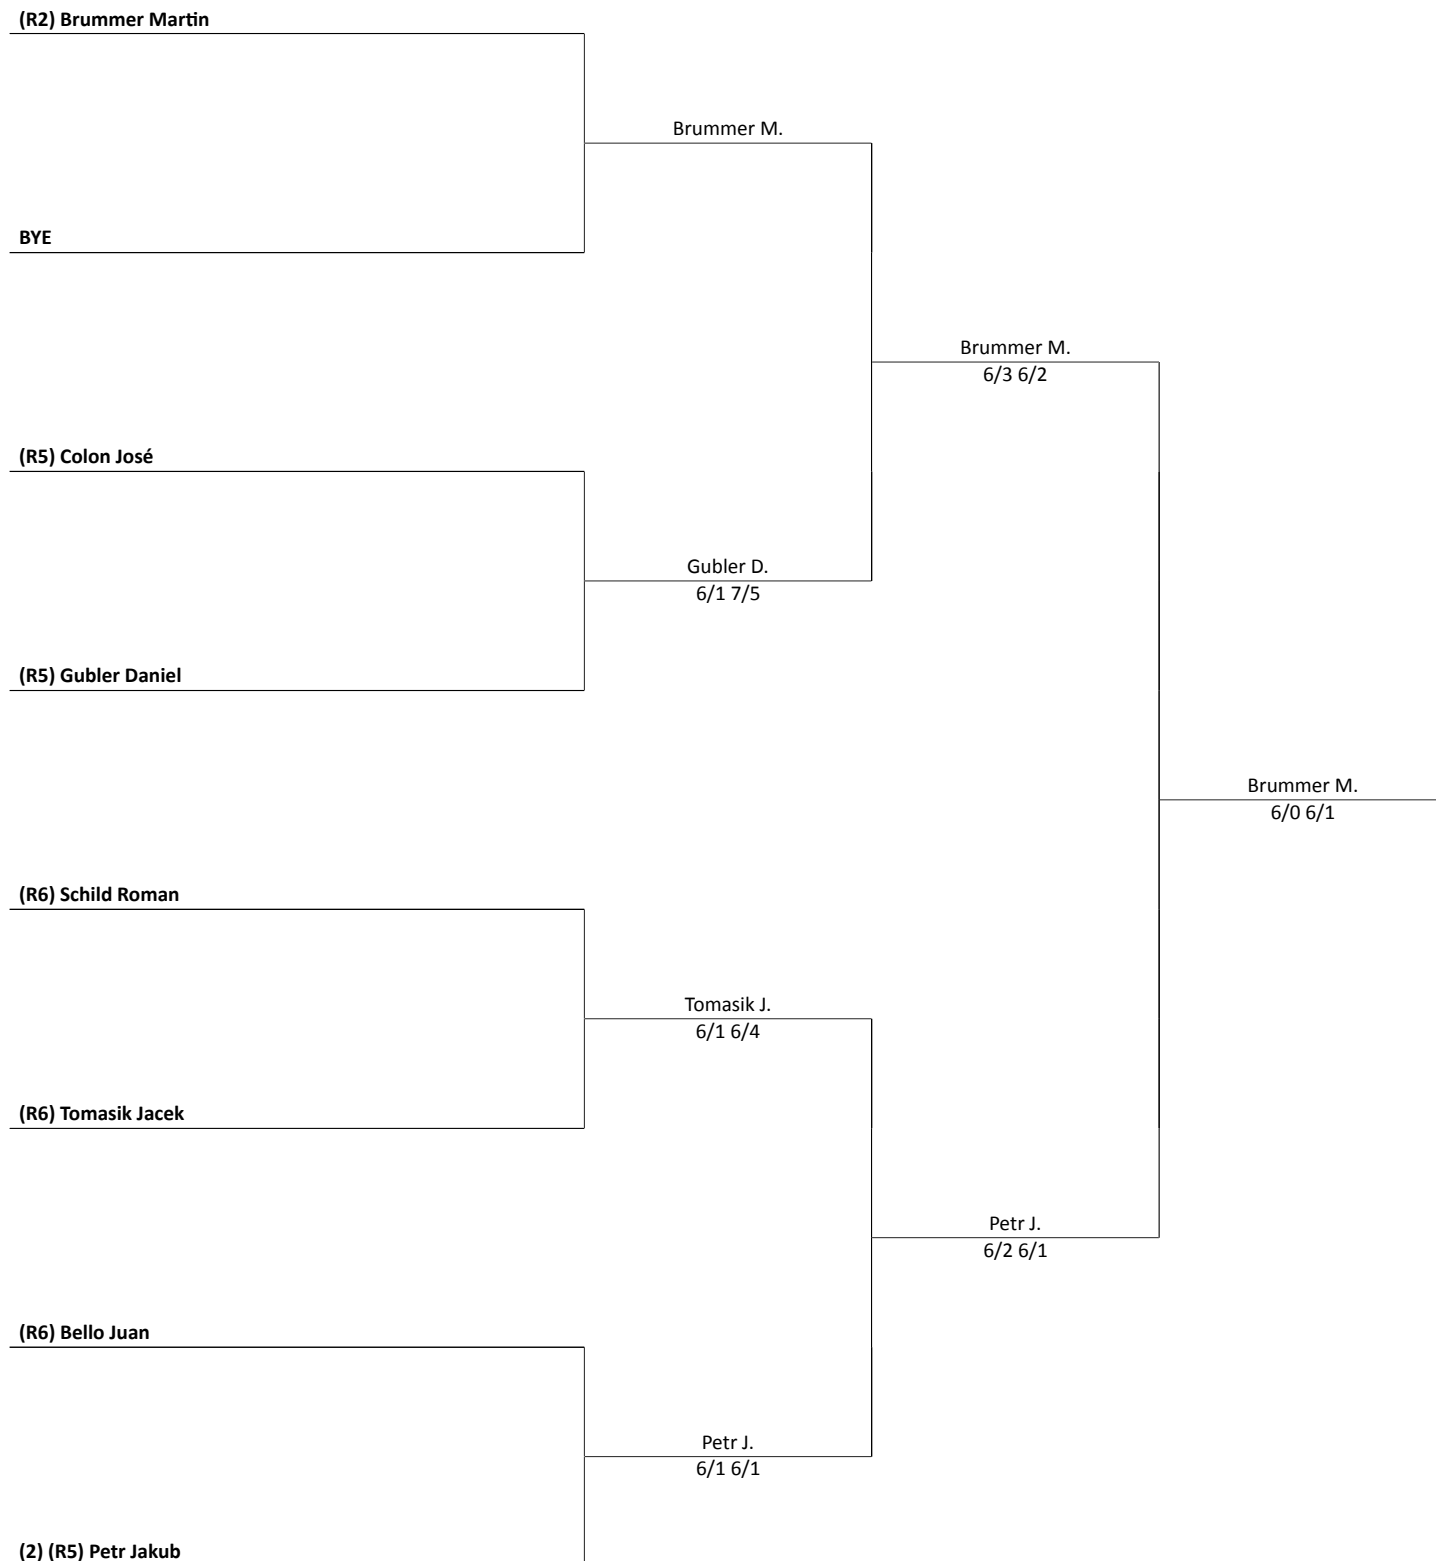 (R2) Brummer Martin
Brummer M.
BYE
Brummer M.
6/3 6/2
(R5) Colon José
Gubler D.
6/1 7/5
(R5) Gubler Daniel
Brummer M.
6/0 6/1
(R6) Schild Roman
Tomasik J.
6/1 6/4
(R6) Tomasik Jacek
Petr J.
6/2 6/1
(R6) Bello Juan
Petr J.
6/1 6/1
(2) (R5) Petr Jakub